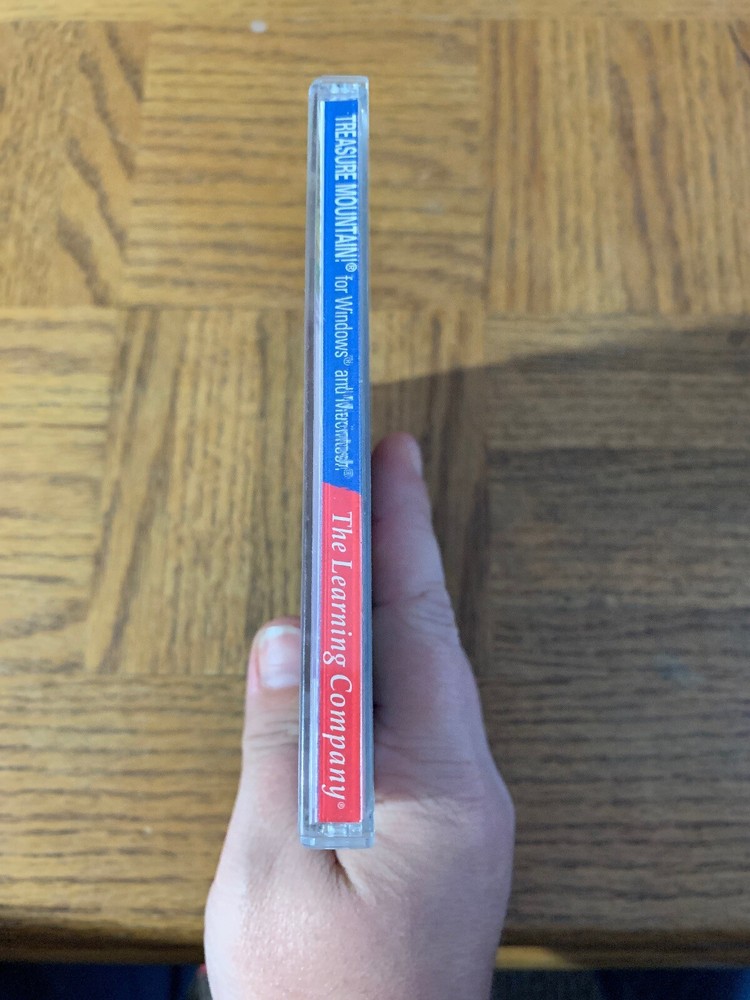 TREASURE MOUNTAIN!® for Windows® and Macintosh®
The Learning Company®